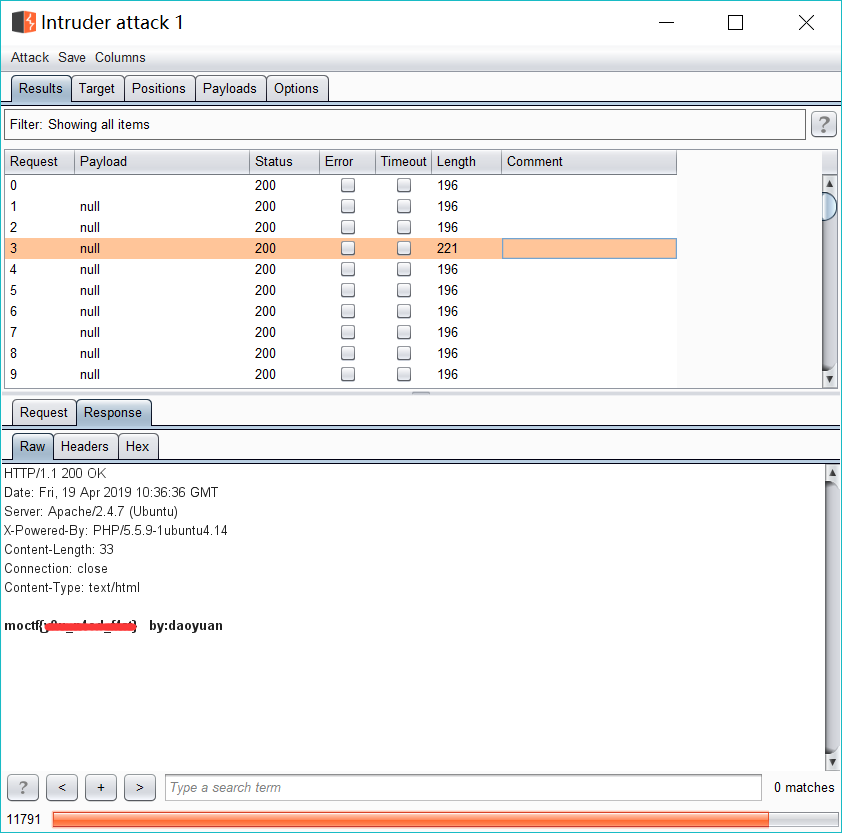 Intruder attack 1
Attack Save Columns
Results Target Positions Payloads Options
Filter: Showing all items ?
Request Payload Status Error Timeout Length Comment
0 200 196
1 null 200 196
2 null 200 196
3 null 200 221
4 null 200 196
5 null 200 196
6 null 200 196
7 null 200 196
8 null 200 196
9 null 200 196
Request Response
Raw Headers Hex
HTTP/1.1 200 OK
Date: Fri, 19 Apr 2019 10:36:36 GMT
Server: Apache/2.4.7 (Ubuntu)
X-Powered-By: PHP/5.5.9-1ubuntu4.14
Content-Length: 33
Connection: close
Content-Type: text/html
moctf{ } by:daoyuan
? < + > Type a search term 0 matches
11791